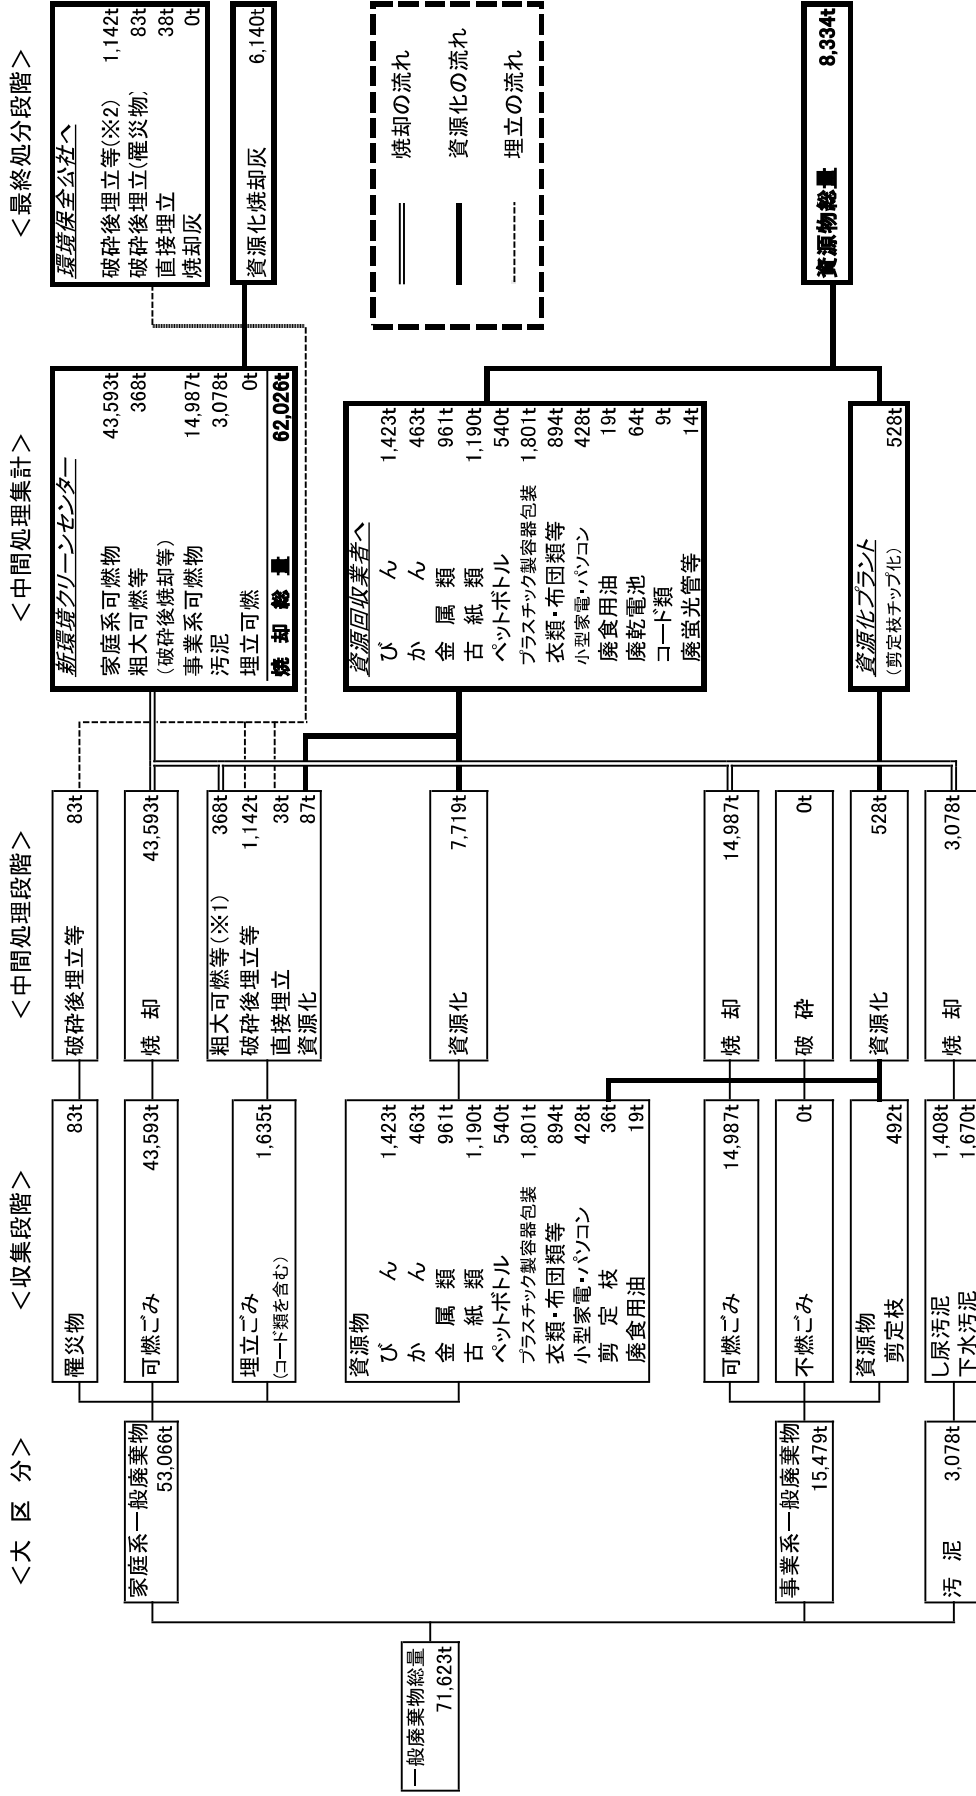 ＜大　区　分＞
＜収集段階＞
＜中間処理段階＞
＜中間処理集計＞
＜最終処分段階＞
一般廃棄物総量
71,623t
家庭系一般廃棄物
53,066t
事業系一般廃棄物
15,479t
汚　泥　3,078t
罹災物　83t
可燃ごみ　43,593t
埋立ごみ　1,635t
(コード類を含む)
資源物
び　ん　1,423t
か　ん　463t
金　属　類　961t
古　紙　類　1,190t
ペットボトル　540t
プラスチック製容器包装　1,801t
衣類・布団類等　894t
小型家電・パソコン　428t
剪　定　枝　36t
廃食用油　19t
可燃ごみ　14,987t
不燃ごみ　0t
資源物
剪定枝　492t
し尿汚泥　1,408t
下水汚泥　1,670t
破砕後埋立等　83t
焼　却　43,593t
粗大可燃等(※1)　368t
破砕後埋立等　1,142t
直接埋立　38t
資源化　87t
資源化　7,719t
焼　却　14,987t
破　砕　0t
資源化　528t
焼　却　3,078t
新環境クリーンセンター
家庭系可燃物　43,593t
粗大可燃等　368t
(破砕後焼却等)
事業系可燃物　14,987t
汚泥　3,078t
埋立可燃　0t
焼　却　総　量　62,026t
資源回収業者へ
び　ん　1,423t
か　ん　463t
金　属　類　961t
古　紙　類　1,190t
ペットボトル　540t
プラスチック製容器包装　1,801t
衣類・布団類等　894t
小型家電・パソコン　428t
廃食用油　19t
廃乾電池　64t
コード類　9t
廃蛍光管等　14t
資源化プラント
(剪定枝チップ化)　528t
環境保全公社へ
破砕後埋立等(※2)　1,142t
破砕後埋立(罹災物)　83t
直接埋立　38t
焼却灰　0t
資源化焼却灰　6,140t
焼却の流れ
資源化の流れ
埋立の流れ
資源物総量　8,334t